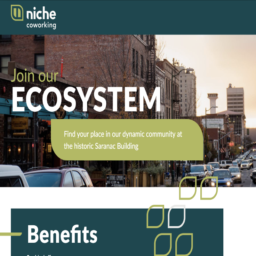 niche
coworking
Join our
ECOSYSTEM
Find your place in our dynamic community at
the historic Saranac Building
Benefits